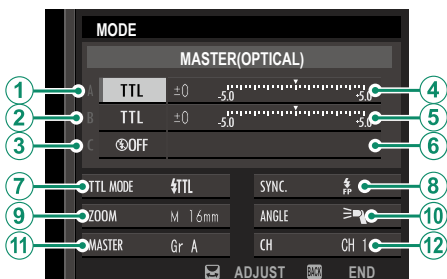 MODE
MASTER(OPTICAL)
1 A TTL ±0 -5.0 +5.0 4
2 B TTL ±0 -5.0 +5.0 5
3 C OFF 6
7 TTL MODE TTL SYNC. FP 8
9 ZOOM M 16mm ANGLE 10
11 MASTER Gr A CH CH 1 12
ADJUST BACK END